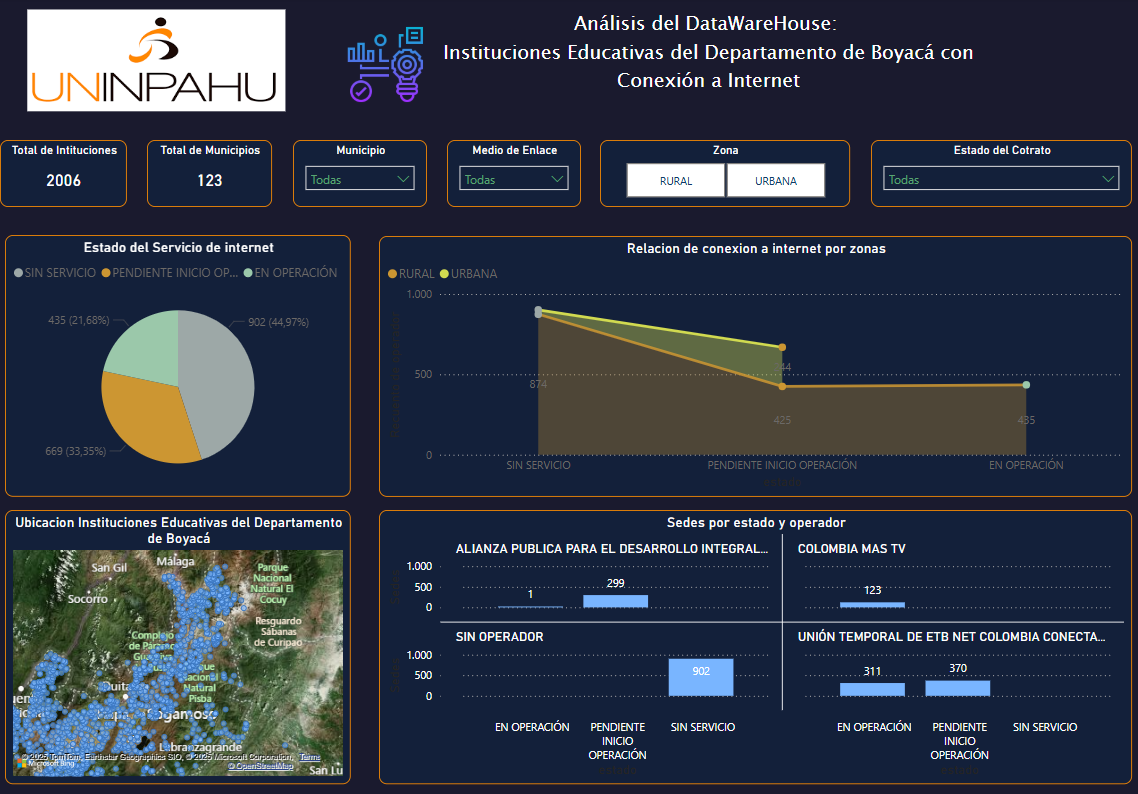 UNINPAHU
Análisis del DataWareHouse:
Instituciones Educativas del Departamento de Boyacá con
Conexión a Internet
Total de Intituciones
2006
Total de Municipios
123
Municipio
Todas
Medio de Enlace
Todas
Zona
RURAL
URBANA
Estado del Cotrato
Todas
Estado del Servicio de internet
SIN SERVICIO
PENDIENTE INICIO OP...
EN OPERACIÓN
435 (21,68%)
902 (44,97%)
669 (33,35%)
Relacion de conexion a internet por zonas
RURAL
URBANA
1.000
500
0
874
44
425
435
SIN SERVICIO
PENDIENTE INICIO OPERACIÓN
EN OPERACIÓN
estado
Ubicacion Instituciones Educativas del Departamento
de Boyacá
San Gil
Málaga
Socorro
Parque
Nacional
Natural El
Cocuy
Resguardo
Sábanas
de Curipao
Complejo
de Páramo
Nacional
Natural
Pisba
Duita
Sogamoso
Labranzagrande
© 2025 TomTom, Earthstar Geographics SIO, © 2025 Microsoft Corporation, Terms
Microsoft Bing
© OpenStreetMap
San Lu
Sedes por estado y operador
ALIANZA PUBLICA PARA EL DESARROLLO INTEGRAL...
1.000
500
0
1
299
COLOMBIA MAS TV
123
SIN OPERADOR
1.000
500
0
902
UNIÓN TEMPORAL DE ETB NET COLOMBIA CONECTA...
311
370
EN OPERACIÓN
PENDIENTE
INICIO
OPERACIÓN
SIN SERVICIO
EN OPERACIÓN
PENDIENTE
INICIO
OPERACIÓN
SIN SERVICIO